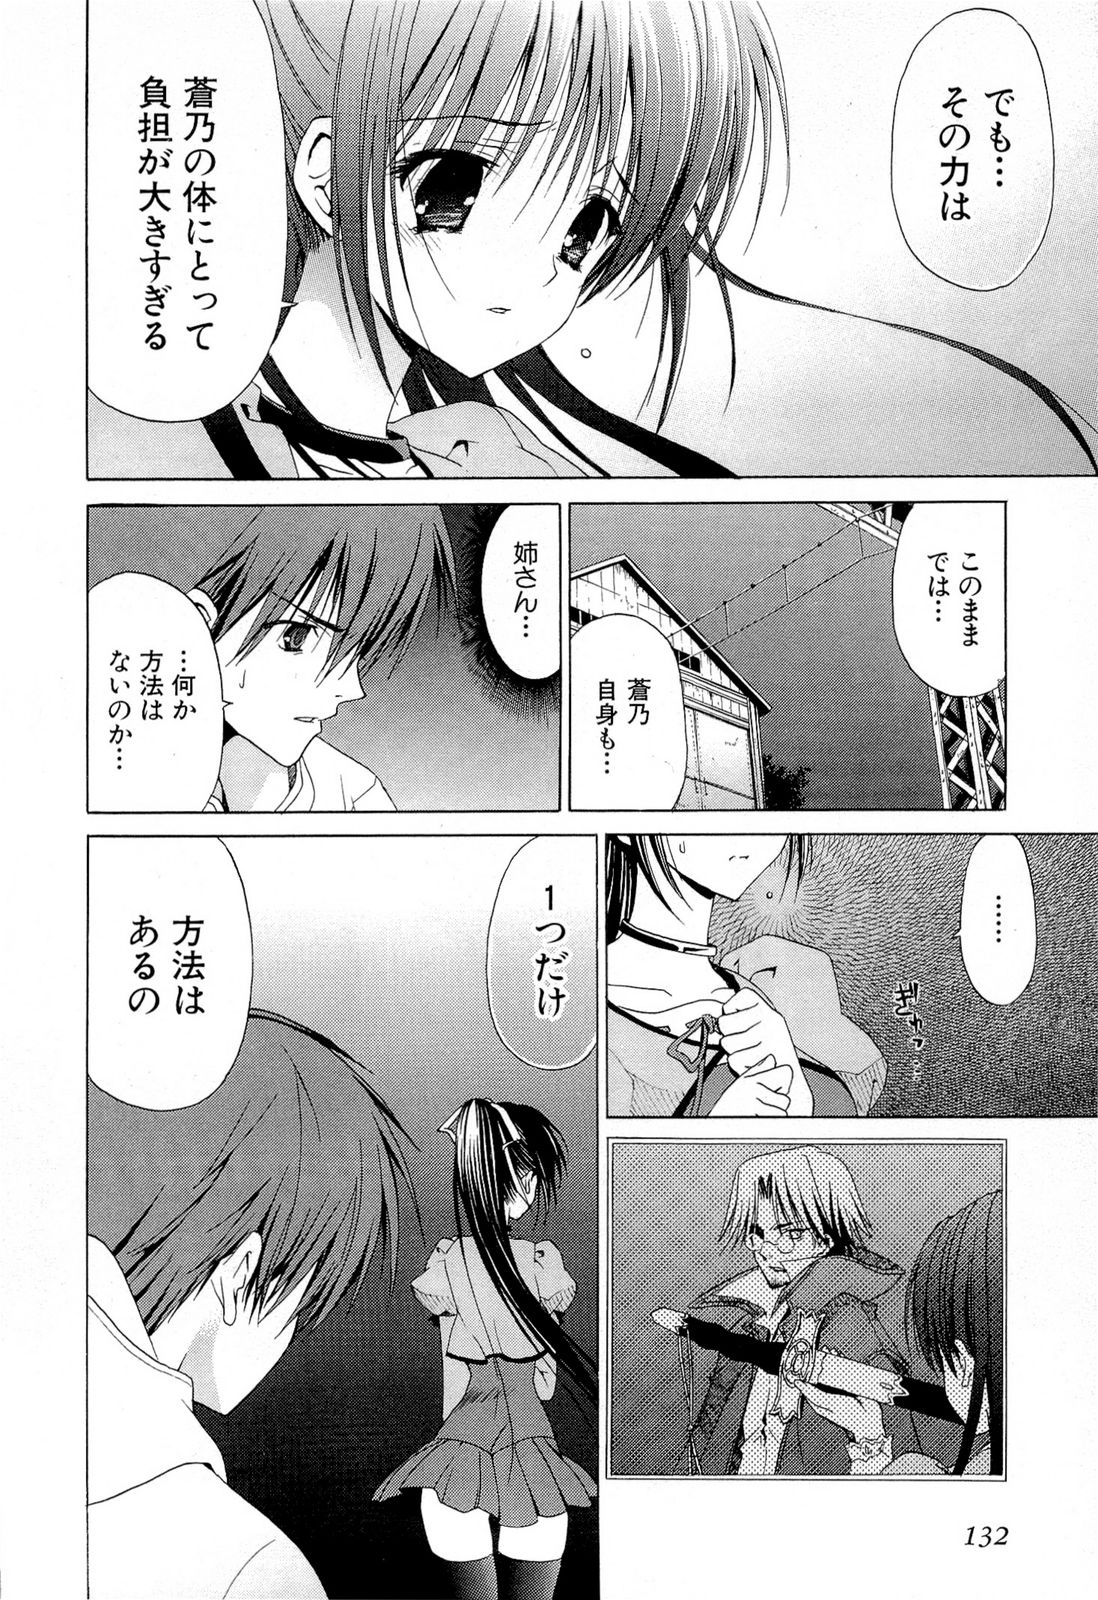 でも…
その力は
蒼乃の体にとって
負担が大きすぎる
このまま
では…
蒼乃
自身も…
姉さん…
…何か
方法は
ないのか…
……
ぎゅっ…
1つだけ
方法は
あるの
132